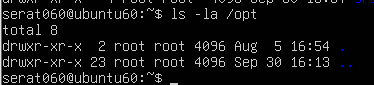 serat060@ubuntu60:~$ ls -la /opt
total 8
drwxr-xr-x  2 root root 4096 Aug  5 16:54 .
drwxr-xr-x 23 root root 4096 Sep 30 16:13 ..
serat060@ubuntu60:~$ _